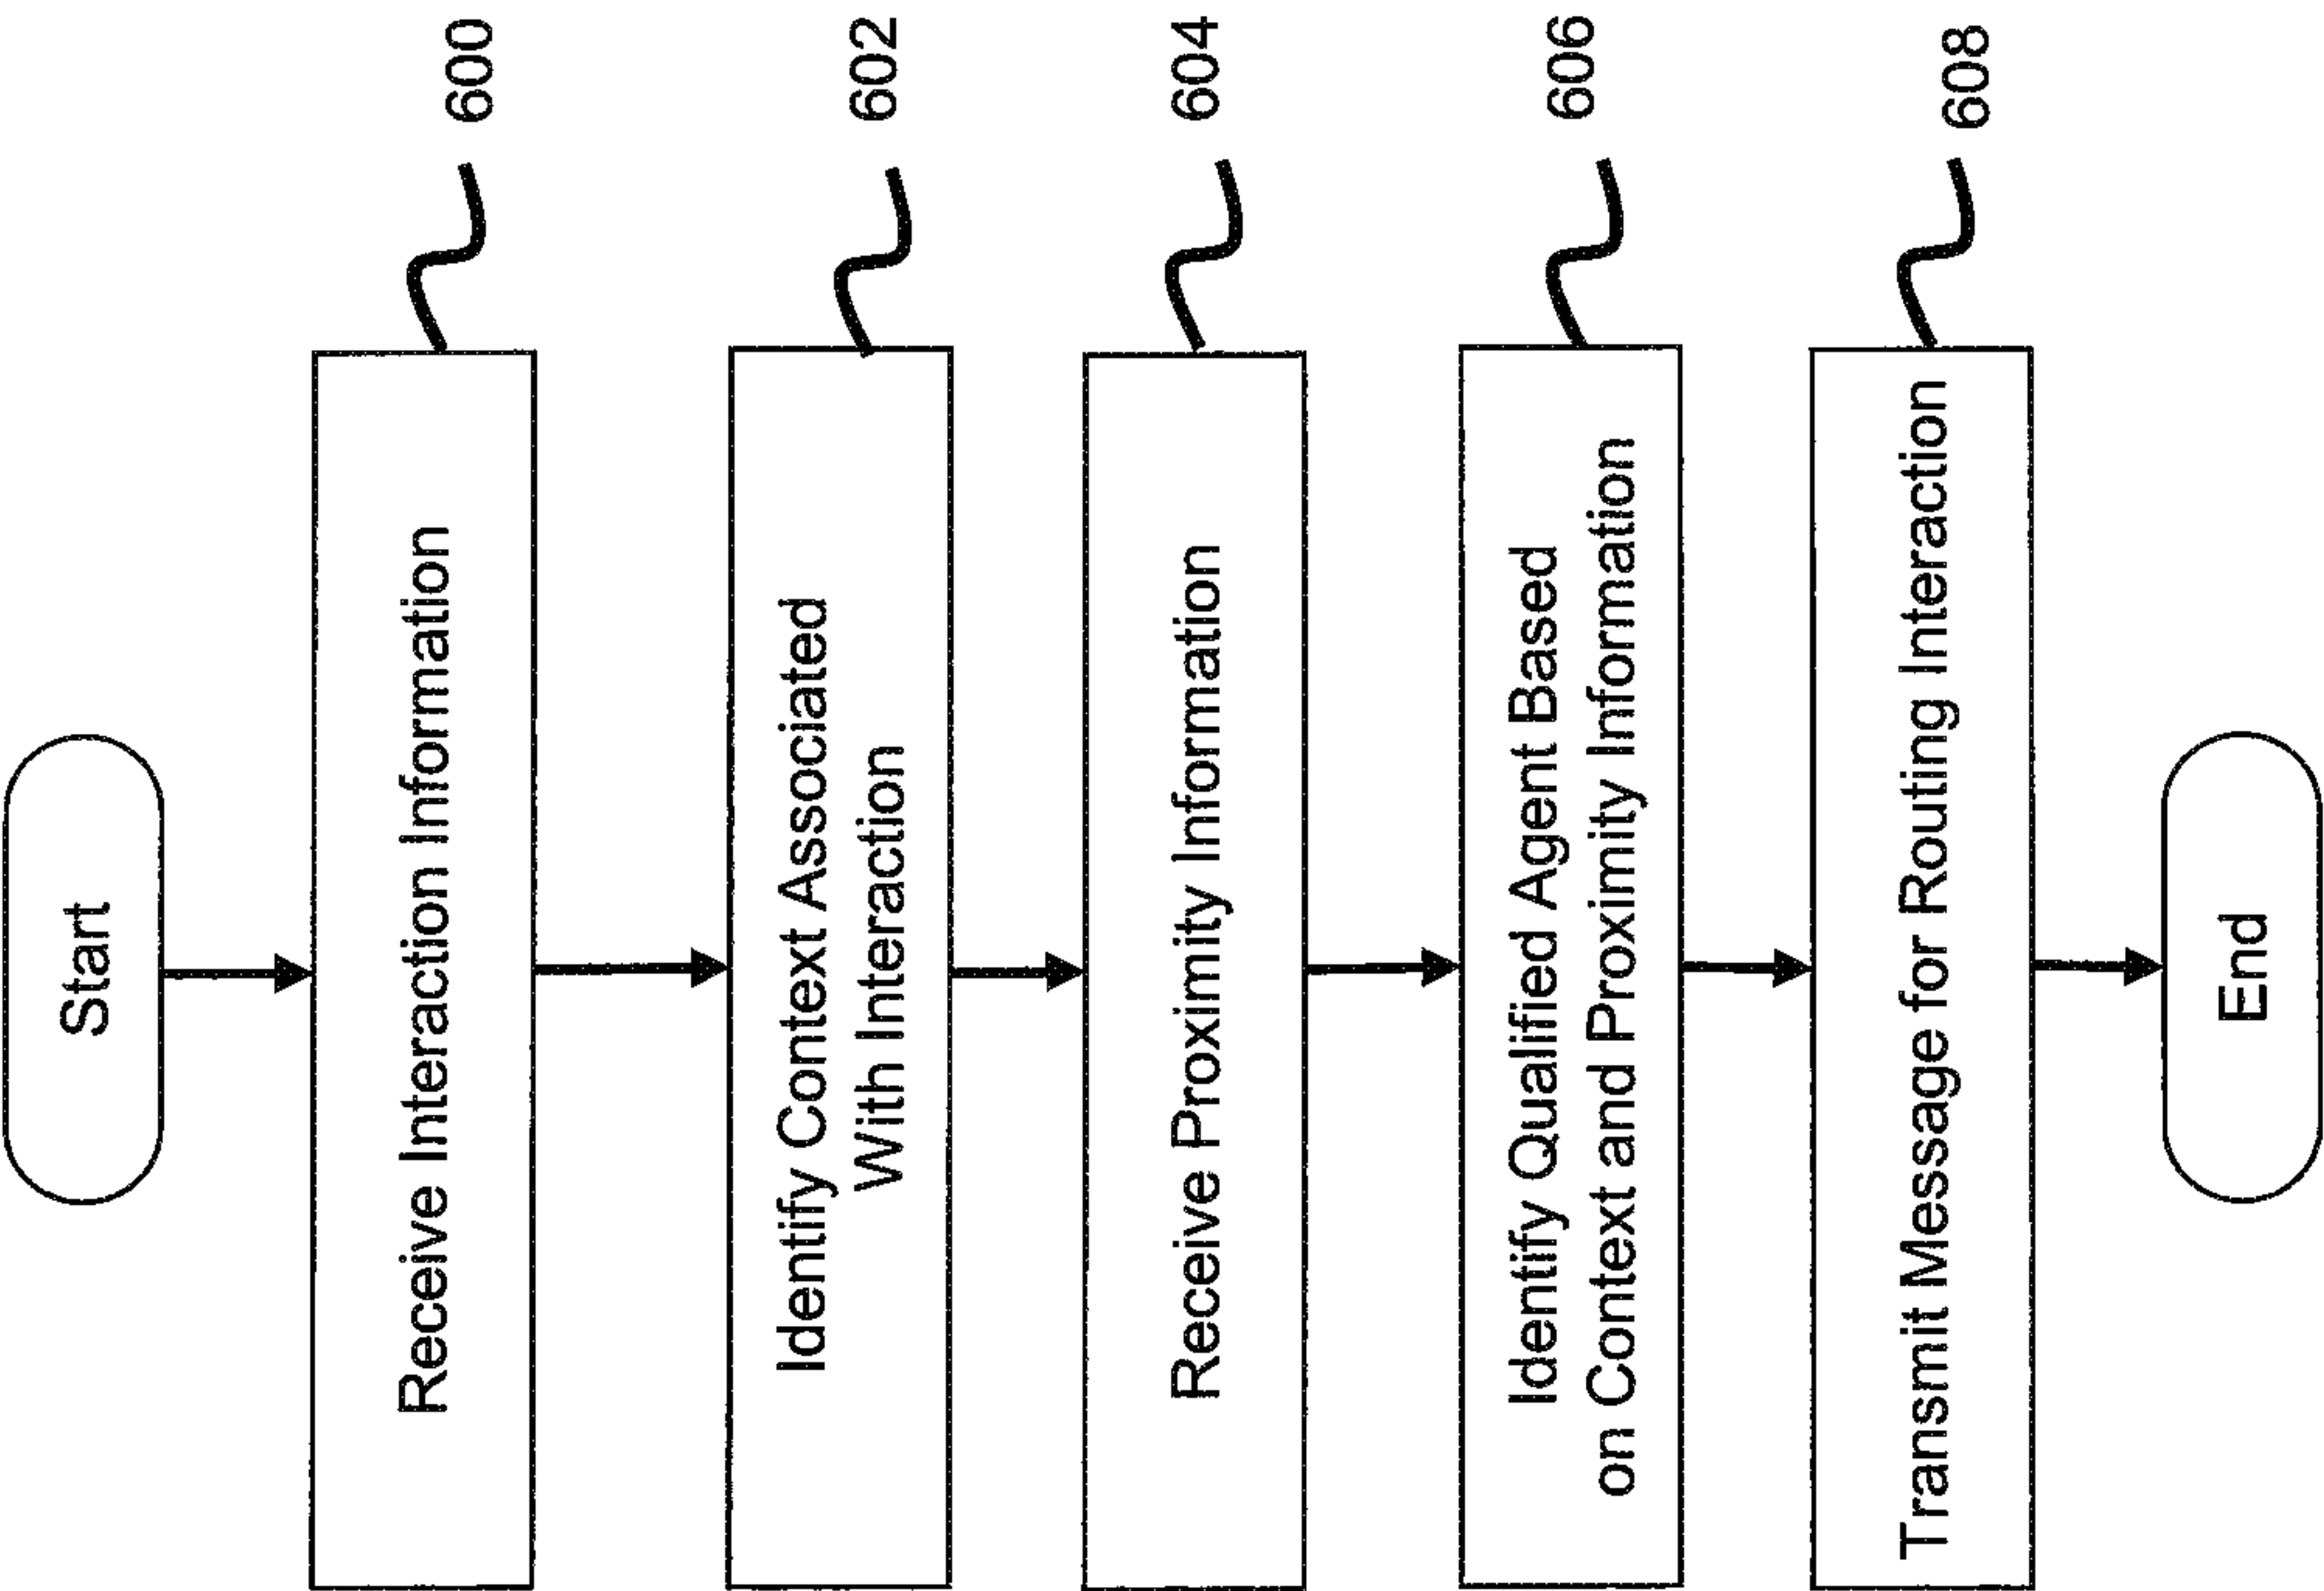 Start
Receive Interaction Information
600
Identify Context Associated
With Interaction
602
Receive Proximity Information
604
Identify Qualified Agent Based
on Context and Proximity Information
606
Transmit Message for Routing Interaction
608
End